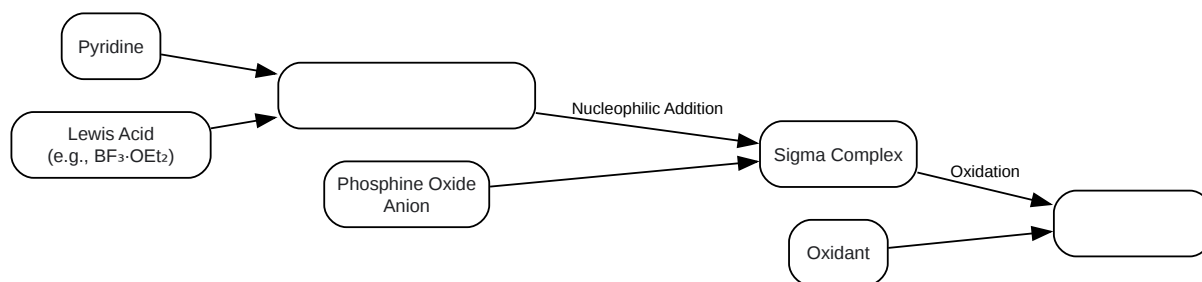 Pyridine
Lewis Acid
(e.g., BF₃·OEt₂)
Nucleophilic Addition
Phosphine Oxide
Anion
Sigma Complex
Oxidation
Oxidant